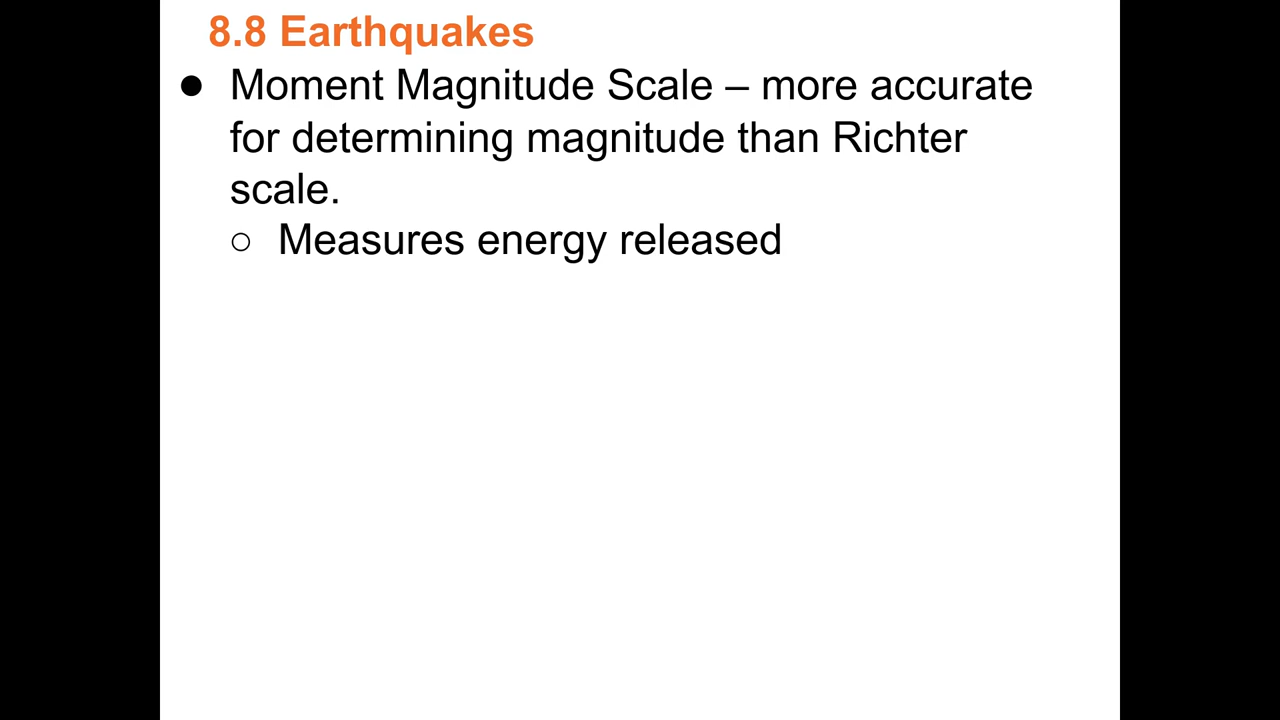 8.8 Earthquakes
● Moment Magnitude Scale – more accurate
for determining magnitude than Richter
scale.
○ Measures energy released